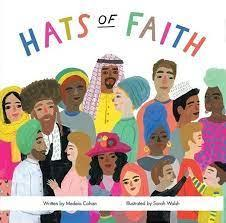 HATS OF FAITH
Written by Medeia Cohan
Illustrated by Sarah Walsh